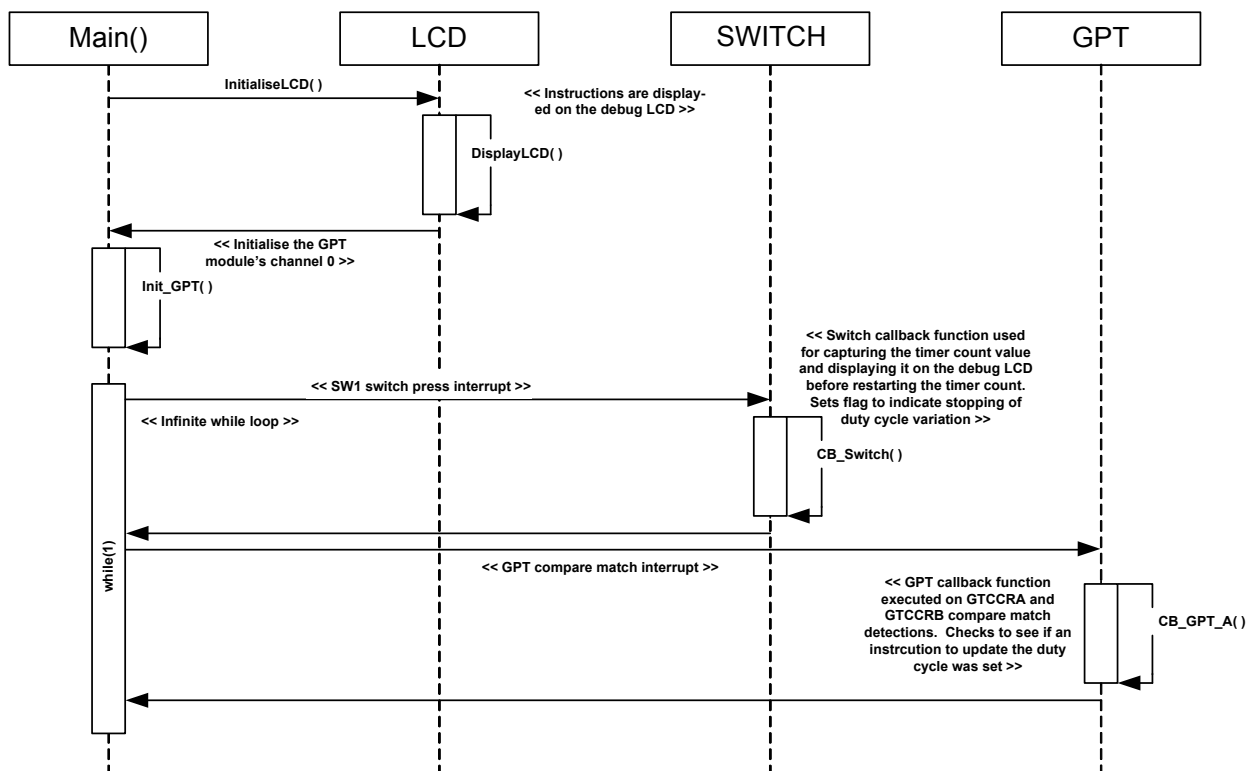 Main()
LCD
SWITCH
GPT
InitialiseLCD( )
<< Instructions are display-
ed on the debug LCD >>
DisplayLCD( )
<< Initialise the GPT
module's channel 0 >>
Init_GPT( )
<< Switch callback function used
for capturing the timer count value
and displaying it on the debug LCD
before restarting the timer count.
Sets flag to indicate stopping of
duty cycle variation >>
<< SW1 switch press interrupt >>
<< Infinite while loop >>
CB_Switch( )
while(1)
<< GPT compare match interrupt >>
<< GPT callback function
executed on GTCCRA and
GTCCRB compare match
detections.  Checks to see if an
instrcution to update the duty
cycle was set >>
CB_GPT_A( )